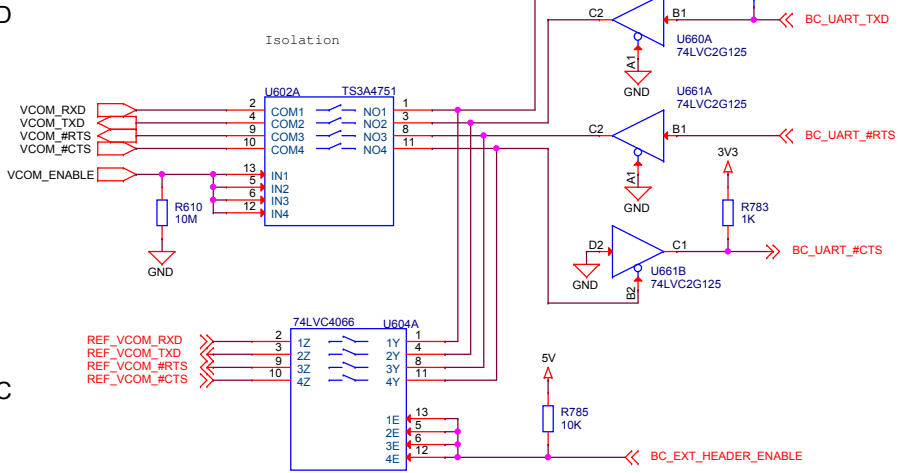 D
Isolation
C2
B1
BC_UART_TXD
A1
U660A
74LVC2G125
GND
U602A
TS3A4751
VCOM_RXD
2
COM1
NO1
1
VCOM_TXD
4
COM2
NO2
3
VCOM_#RTS
9
COM3
NO3
8
VCOM_#CTS
10
COM4
NO4
11
VCOM_ENABLE
13
IN1
5
IN2
6
IN3
12
IN4
R610
10M
GND
U661A
74LVC2G125
C2
B1
BC_UART_#RTS
A1
GND
3V3
R783
1K
D2
C1
BC_UART_#CTS
GND
B2
U661B
74LVC2G125
74LVC4066
U604A
REF_VCOM_RXD
2
1Z
1Y
1
REF_VCOM_TXD
3
2Z
2Y
4
REF_VCOM_#RTS
9
3Z
3Y
8
REF_VCOM_#CTS
10
4Z
4Y
11
C
5V
R785
10K
1E
13
2E
5
3E
6
4E
12
BC_EXT_HEADER_ENABLE